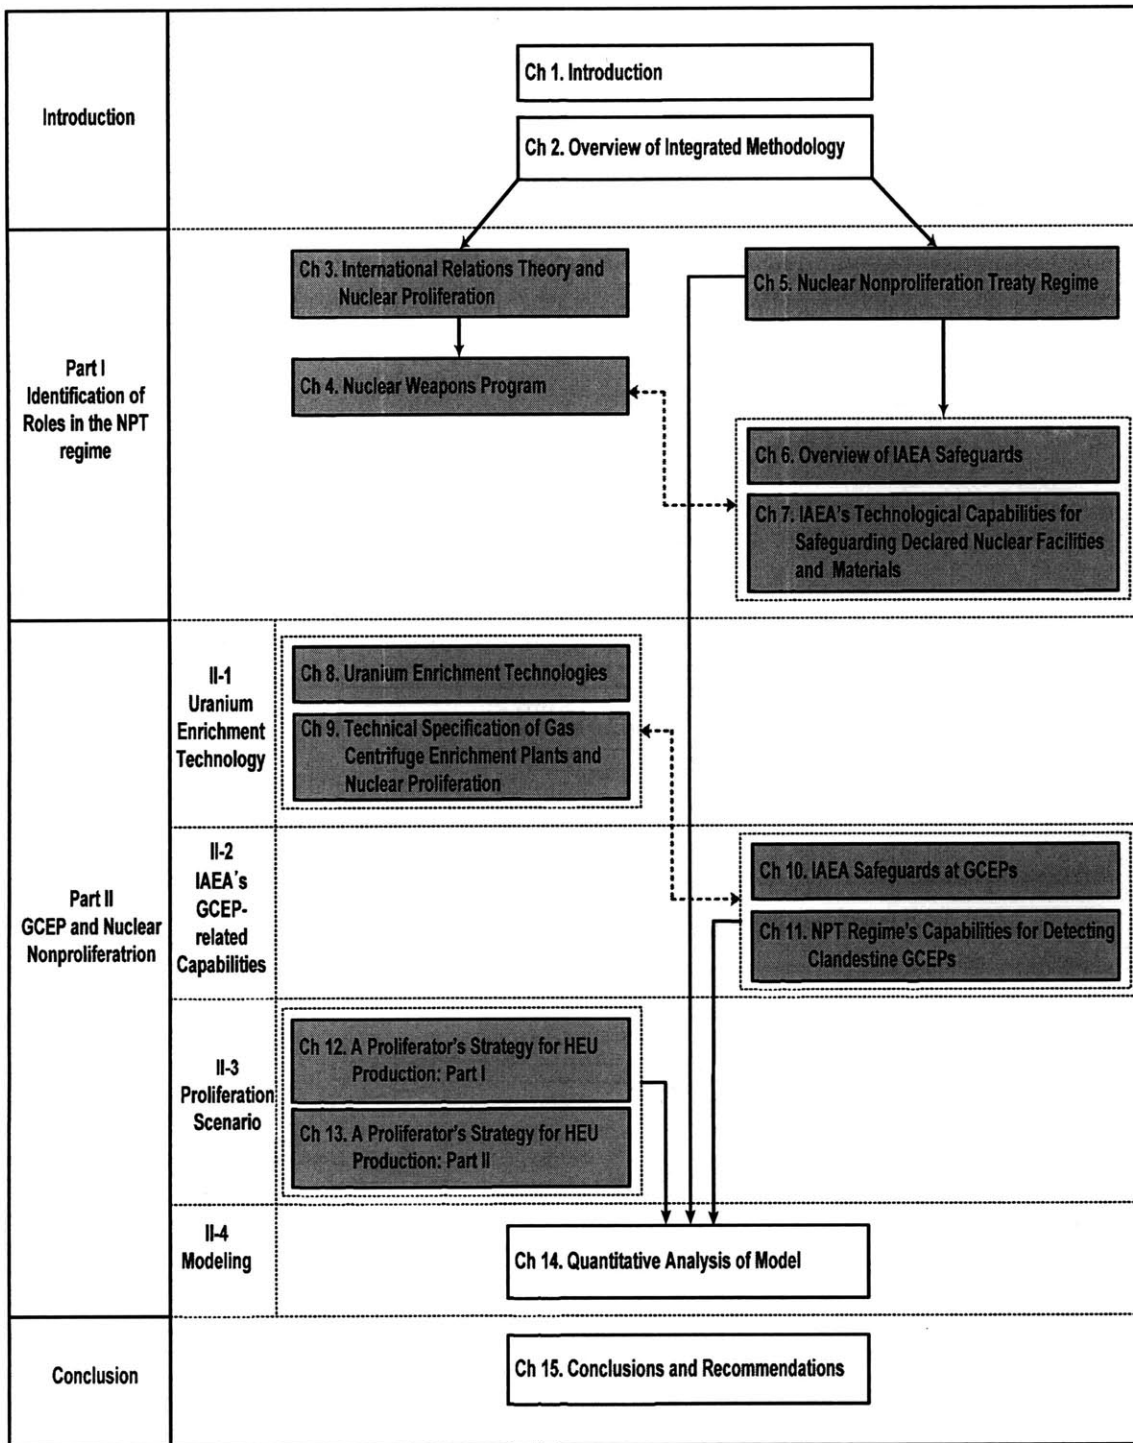 Introduction
Ch 1. Introduction
Ch 2. Overview of Integrated Methodology
Part I
Identification of
Roles in the NPT
regime
Ch 3. International Relations Theory and
Nuclear Proliferation
Ch 4. Nuclear Weapons Program
Ch 5. Nuclear Nonproliferation Treaty Regime
Ch 6. Overview of IAEA Safeguards
Ch 7. IAEA's Technological Capabilities for
Safeguarding Declared Nuclear Facilities
and Materials
Part II
GCEP and Nuclear
Nonproliferatrion
II-1
Uranium
Enrichment
Technology
Ch 8. Uranium Enrichment Technologies
Ch 9. Technical Specification of Gas
Centrifuge Enrichment Plants and
Nuclear Proliferation
II-2
IAEA's
GCEP-
related
Capabilities
Ch 10. IAEA Safeguards at GCEPs
Ch 11. NPT Regime's Capabilities for Detecting
Clandestine GCEPs
II-3
Proliferation
Scenario
Ch 12. A Proliferator's Strategy for HEU
Production: Part I
Ch 13. A Proliferator's Strategy for HEU
Production: Part II
II-4
Modeling
Ch 14. Quantitative Analysis of Model
Conclusion
Ch 15. Conclusions and Recommendations